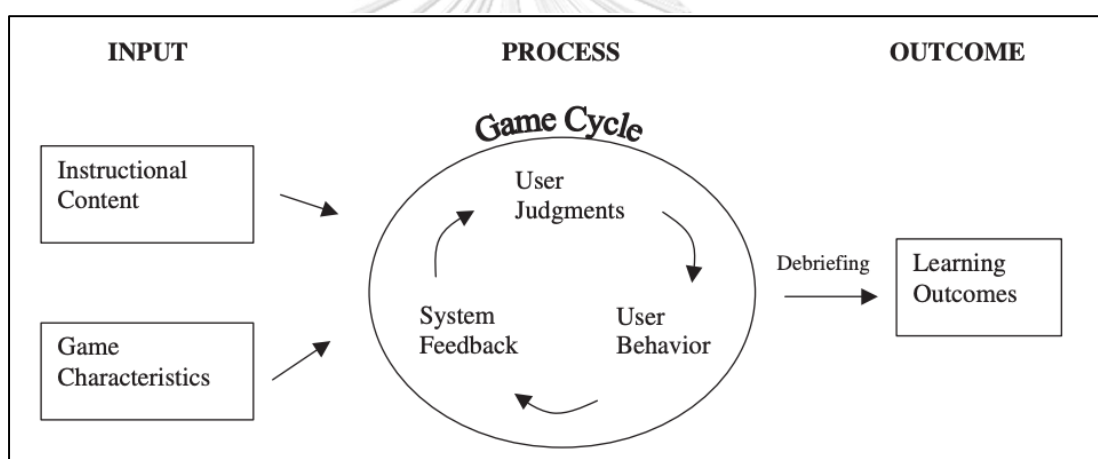 INPUT
PROCESS
OUTCOME
Game Cycle
Instructional
Content
User
Judgments
Debriefing
Learning
Outcomes
System
Feedback
User
Behavior
Game
Characteristics